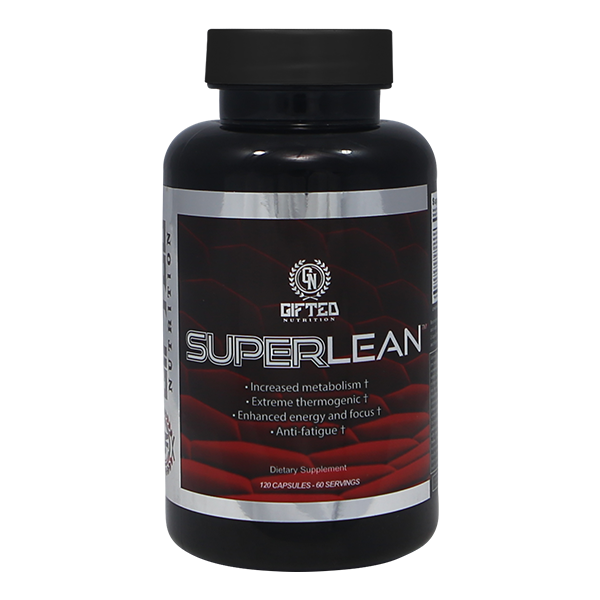 GN
GIFTED
NUTRITION
SUPERLEAN™
• Increased metabolism †
• Extreme thermogenic †
• Enhanced energy and focus †
• Anti-fatigue †
Dietary Supplement
120 CAPSULES - 60 SERVINGS
NUTRITION